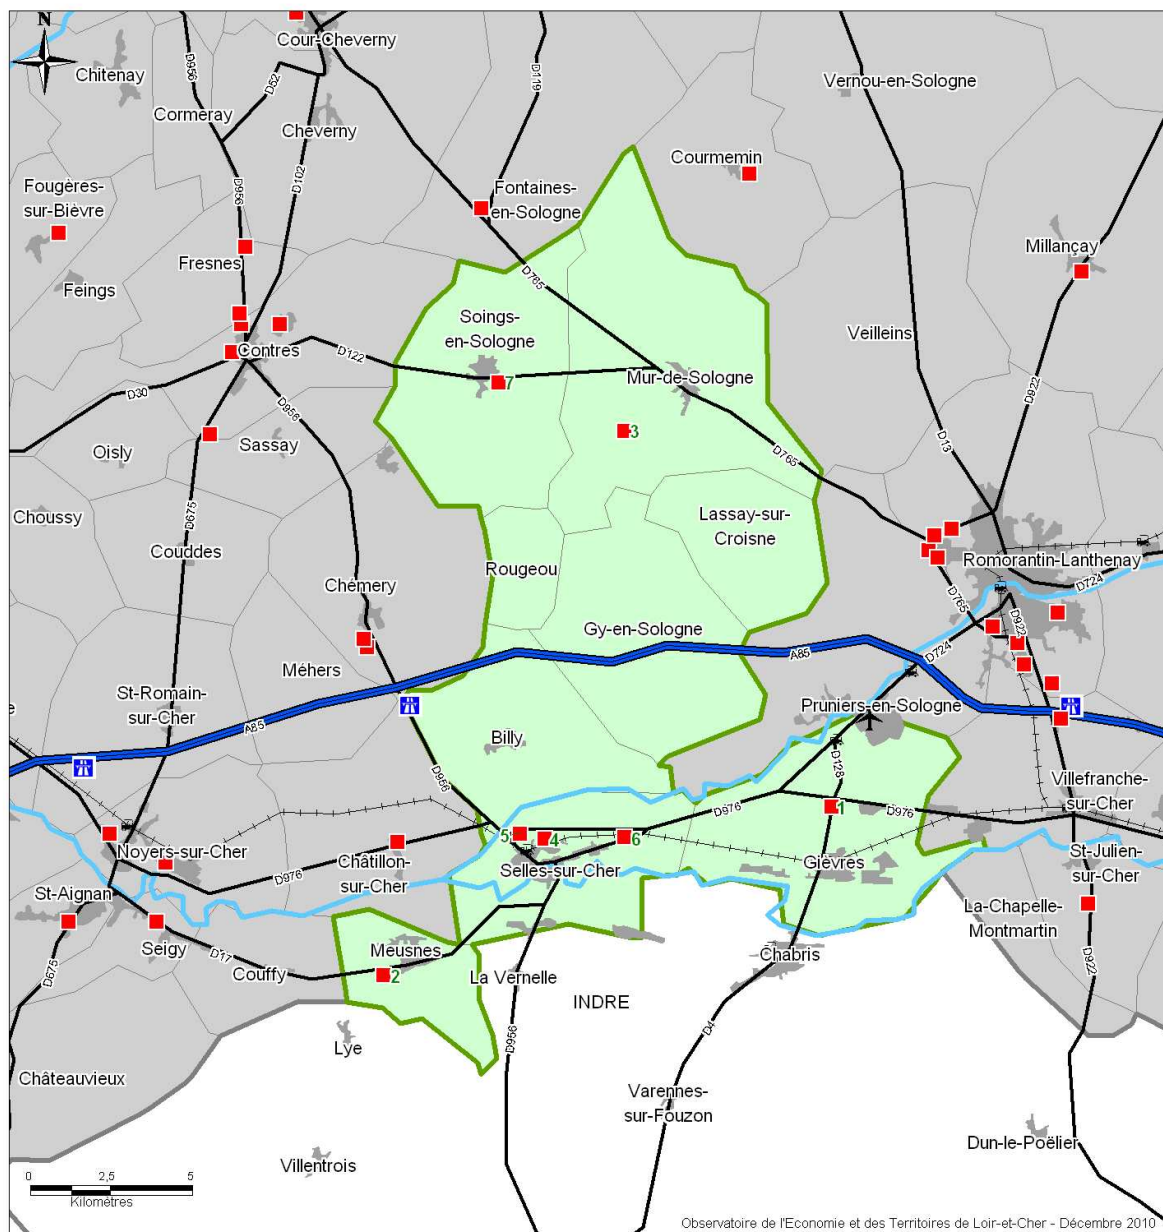 N
Cour-Cheverny
Chitenay
D956
D52
D119
Vernou-en-Sologne
Cormeray
Cheverny
D102
Courmemin
Fougères-
sur-Bièvre
D956
Fontaines-
en-Sologne
Millançay
Fresnes
D765
Feings
Soings-
en-Sologne
Veilleins
Contres
D122
D922
Mur-de-Sologne
7
D30
D956
3
Sassay
D13
Oisly
D765
Choussy
D675
Lassay-sur-
Croisne
Couddes
Rougeou
Romorantin-Lanthenay
D724
Chémery
D765
D922
Gy-en-Sologne
A85
D724
Méhers
St-Romain-
sur-Cher
Pruniers-en-Sologne
A85
Billy
D128
D956
Villefranche-
sur-Cher
1
D976
D976
5
4
6
Noyers-sur-Cher
Châtillon-
sur-Cher
Selles-sur-Cher
Gièvres
St-Julien-
sur-Cher
D976
St-Aignan
La-Chapelle-
Montmartin
Seigy
D17
Meusnes
Chabris
D675
Couffy
2
La Vernelle
D922
INDRE
D956
D4
Lye
Châteauvieux
Varennes-
sur-Fouzon
Dun-le-Poëlier
Villentrois
0 2,5 5
Kilomètres
Observatoire de l'Economie et des Territoires de Loir-et-Cher - Décembre 2010